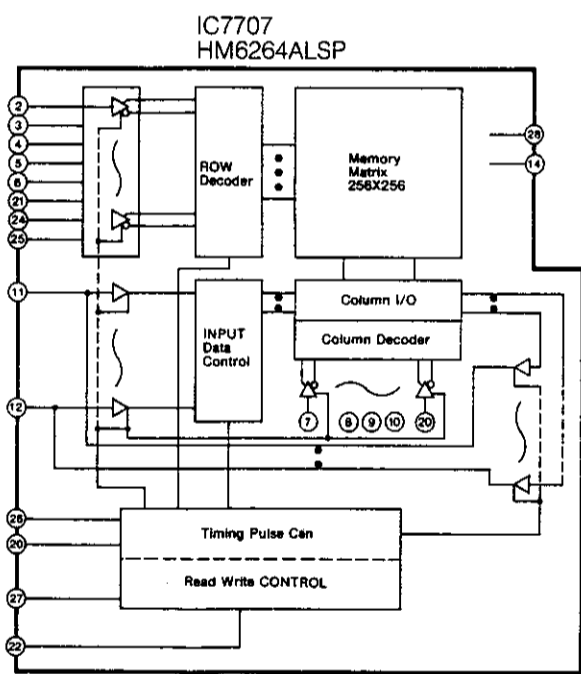 IC7707
HM6264ALSP
2
3
4
5
6
21
24
25
ROW
Decoder
Memory
Matrix
256X256
28
14
11
INPUT
Data
Control
Column I/O
Column Decoder
12
7 8 9 10 20
26
20
27
22
Timing Pulse Cen
Read Write CONTROL